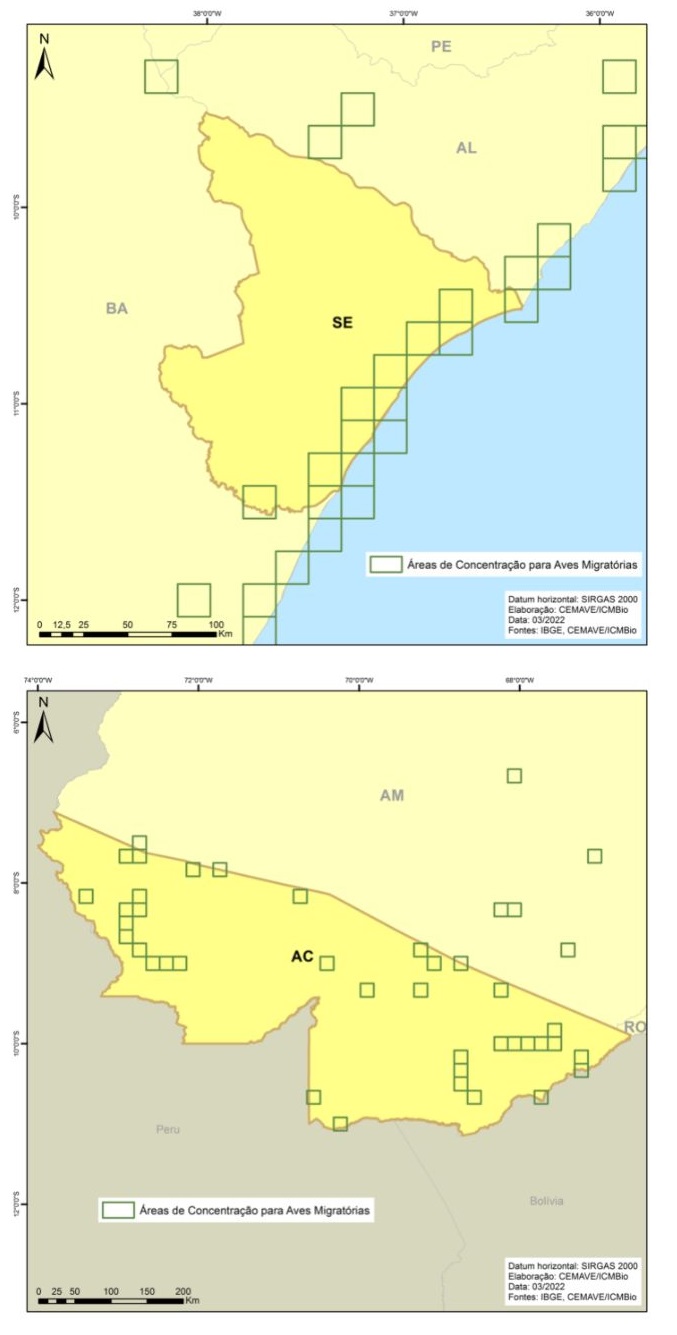 38°0'0"W 37°0'0"W 36°0'0"W
N
PE
AL
10°0'0"S
BA
SE
11°0'0"S
Áreas de Concentração para Aves Migratórias
12°0'0"S
0 12,5 25 50 75 100 Km
Datum horizontal: SIRGAS 2000
Elaboração: CEMAVE/ICMBio
Data: 03/2022
Fontes: IBGE, CEMAVE/ICMBio
74°0'0"W 72°0'0"W 70°0'0"W 68°0'0"W
N
6°0'0"S
AM
8°0'0"S
AC
RO
10°0'0"S
Peru
Bolívia
12°0'0"S
Áreas de Concentração para Aves Migratórias
0 25 50 100 150 200 Km
Datum horizontal: SIRGAS 2000
Elaboração: CEMAVE/ICMBio
Data: 03/2022
Fontes: IBGE, CEMAVE/ICMBio